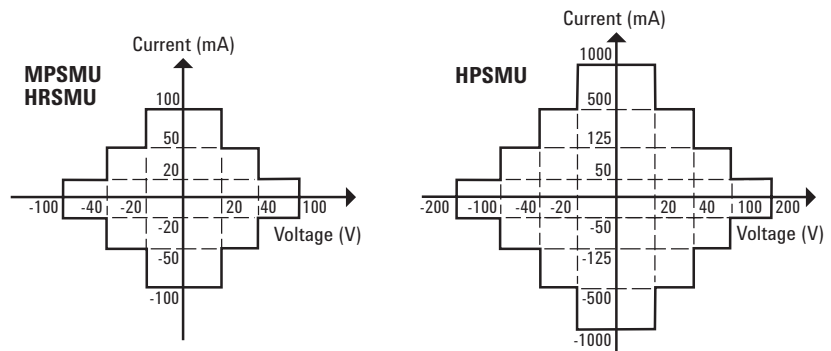 Current (mA)
MPSMU
HRSMU
100
50
20
-100 -40 -20 20 40 100
-20
Voltage (V)
-50
-100
Current (mA)
HPSMU
1000
500
125
50
-200 -100 -40 -20 20 40 100 200
-50
Voltage (V)
-125
-500
-1000